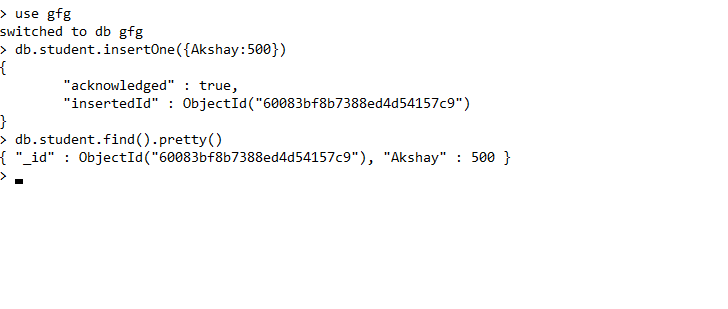 > use gfg
switched to db gfg
> db.student.insertOne({Akshay:500})
{
        "acknowledged" : true,
        "insertedId" : ObjectId("60083bf8b7388ed4d54157c9")
}
> db.student.find().pretty()
{ "_id" : ObjectId("60083bf8b7388ed4d54157c9"), "Akshay" : 500 }
>